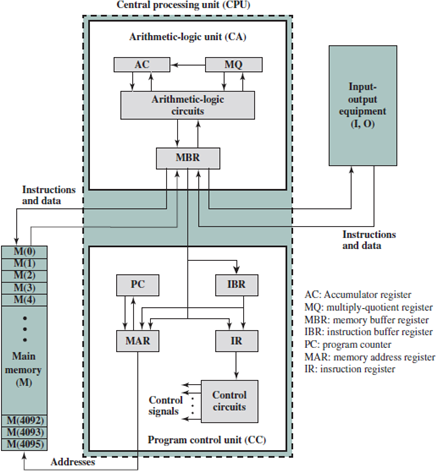 Central processing unit (CPU)
Arithmetic-logic unit (CA)
AC
MQ
Arithmetic-logic
circuits
MBR
Input-
output
equipment
(I, O)
Instructions
and data
Instructions
and data
M(0)
M(1)
M(2)
M(3)
M(4)
Main
memory
(M)
M(4092)
M(4093)
M(4095)
PC
IBR
MAR
IR
Control
signals
Control
circuits
Program control unit (CC)
Addresses
AC: Accumulator register
MQ: multiply-quotient register
MBR: memory buffer register
IBR: instruction buffer register
PC: program counter
MAR: memory address register
IR: insruction register